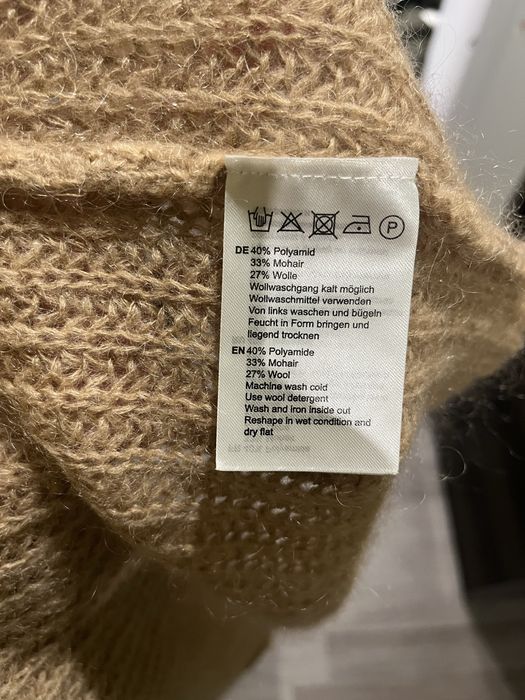 P
DE 40% Polyamid
33% Mohair
27% Wolle
Wollwaschgang kalt möglich
Wollwaschmittel verwenden
Von links waschen und bügeln
Feucht in Form bringen und
liegend trocknen
EN 40% Polyamide
33% Mohair
27% Wool
Machine wash cold
Use wool detergent
Wash and iron inside out
Reshape in wet condition and
dry flat